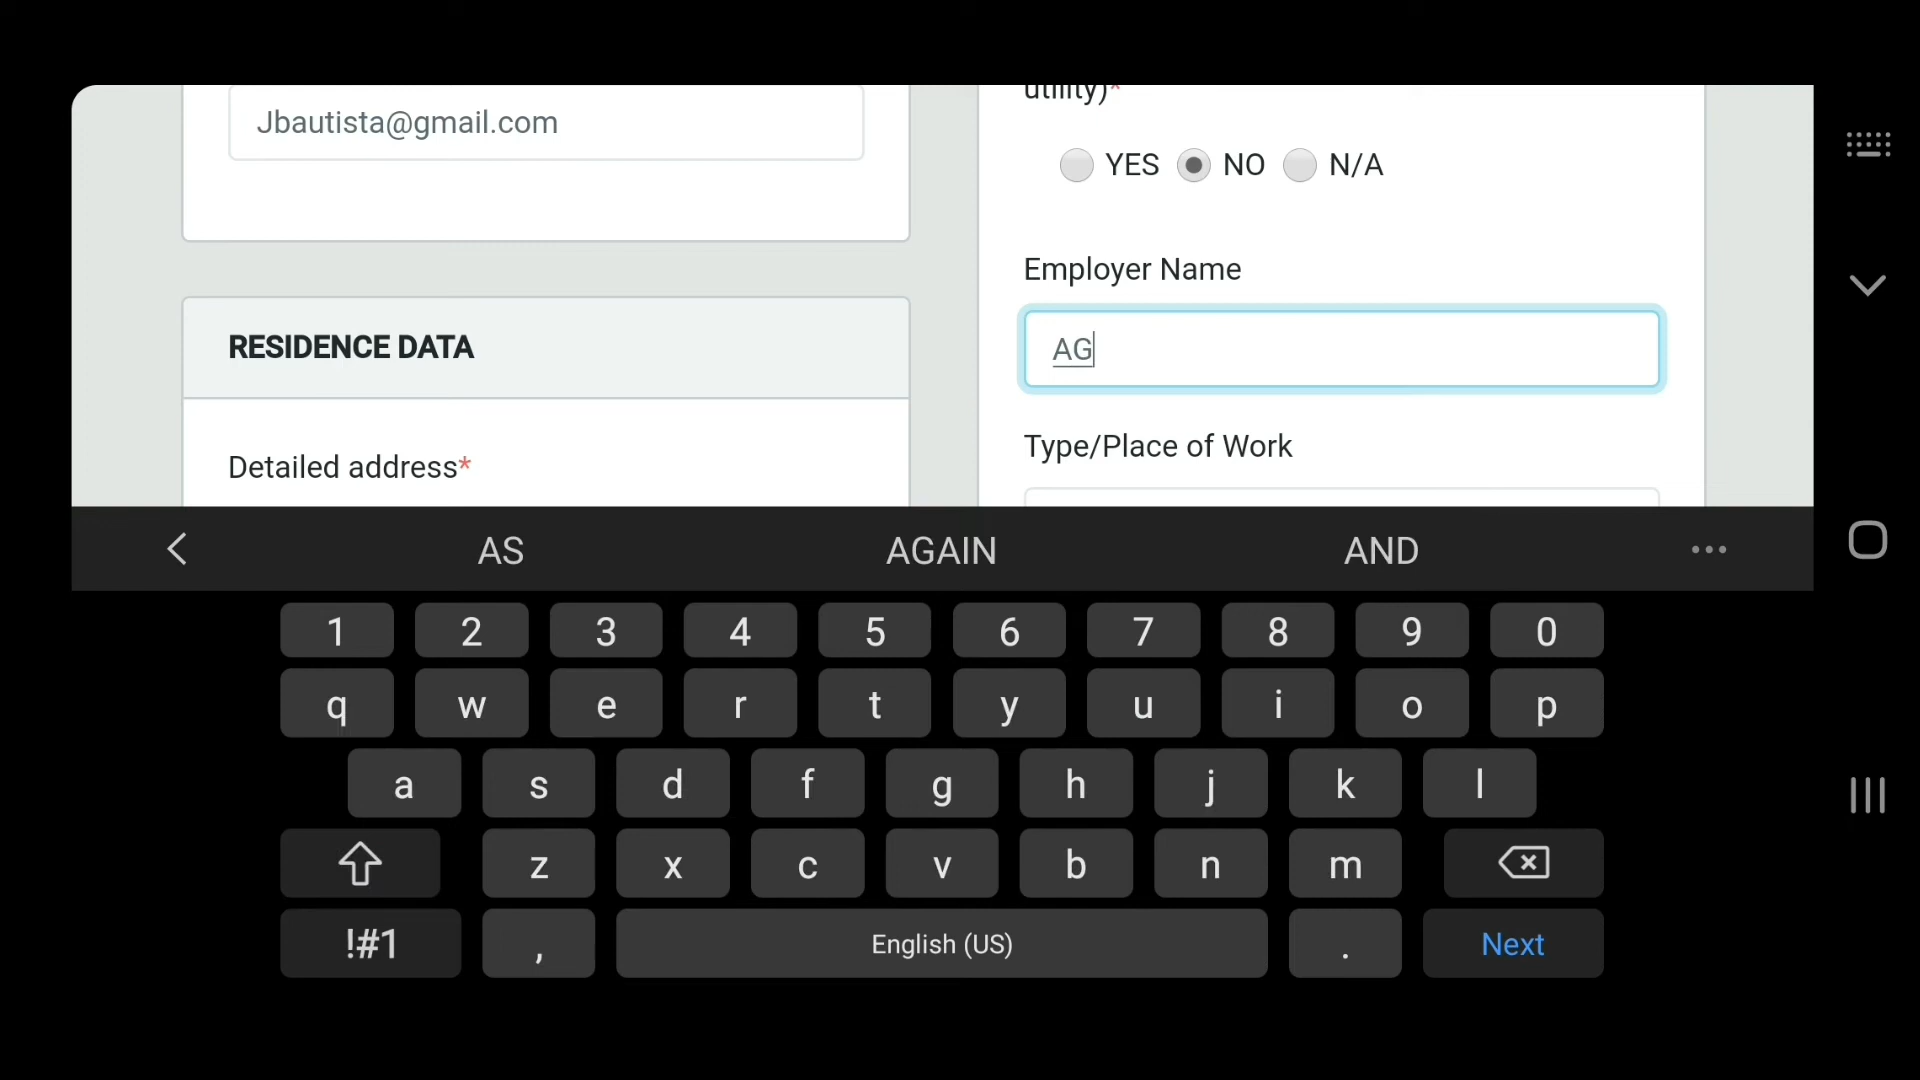 Jbautista@gmail.com
RESIDENCE DATA
Detailed address*
utility)*
YES NO N/A
Employer Name
AG
Type/Place of Work
AS AGAIN AND
1 2 3 4 5 6 7 8 9 0
q w e r t y u i o p
a s d f g h j k l
z x c v b n m
!#1 , English (US) . Next